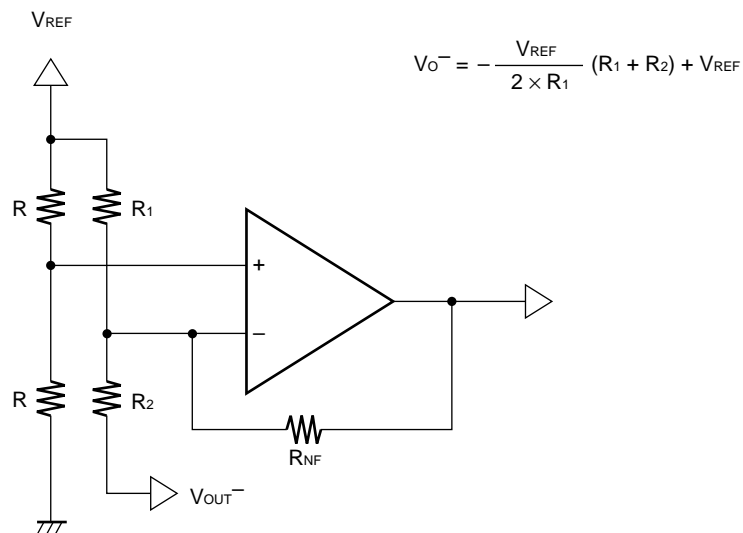 VREF
VO⁻ = − VREF / 2 × R1 (R1 + R2) + VREF
R
R1
+
−
R
R2
RNF
VOUT⁻